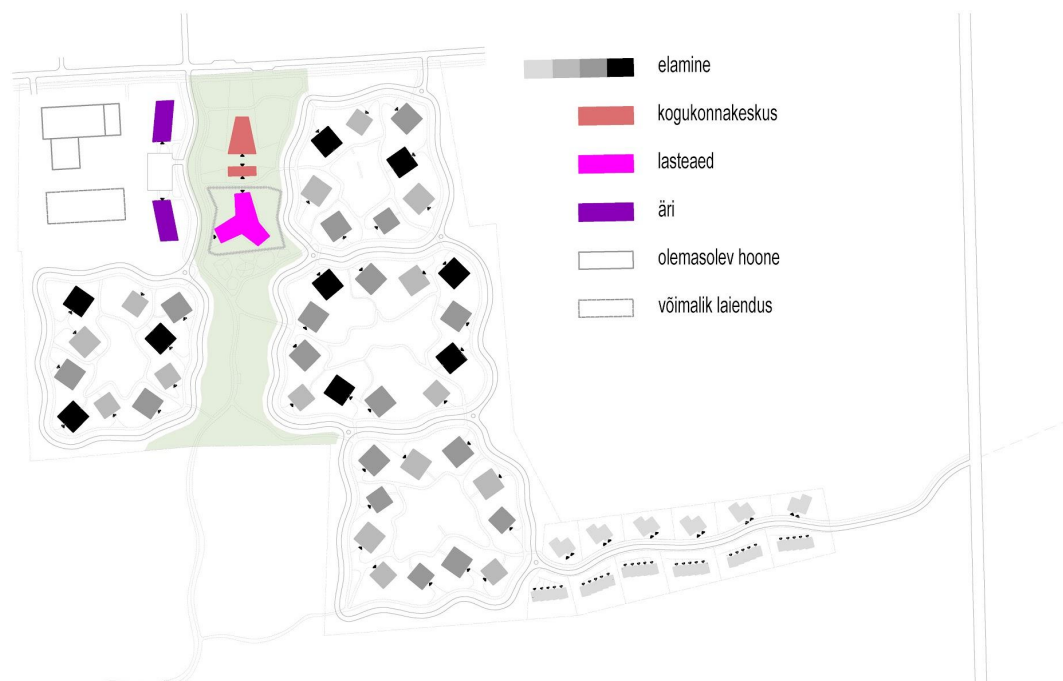 elamine
kogukonnakeskus
lasteaed
äri
olemasolev hoone
võimalik laiendus